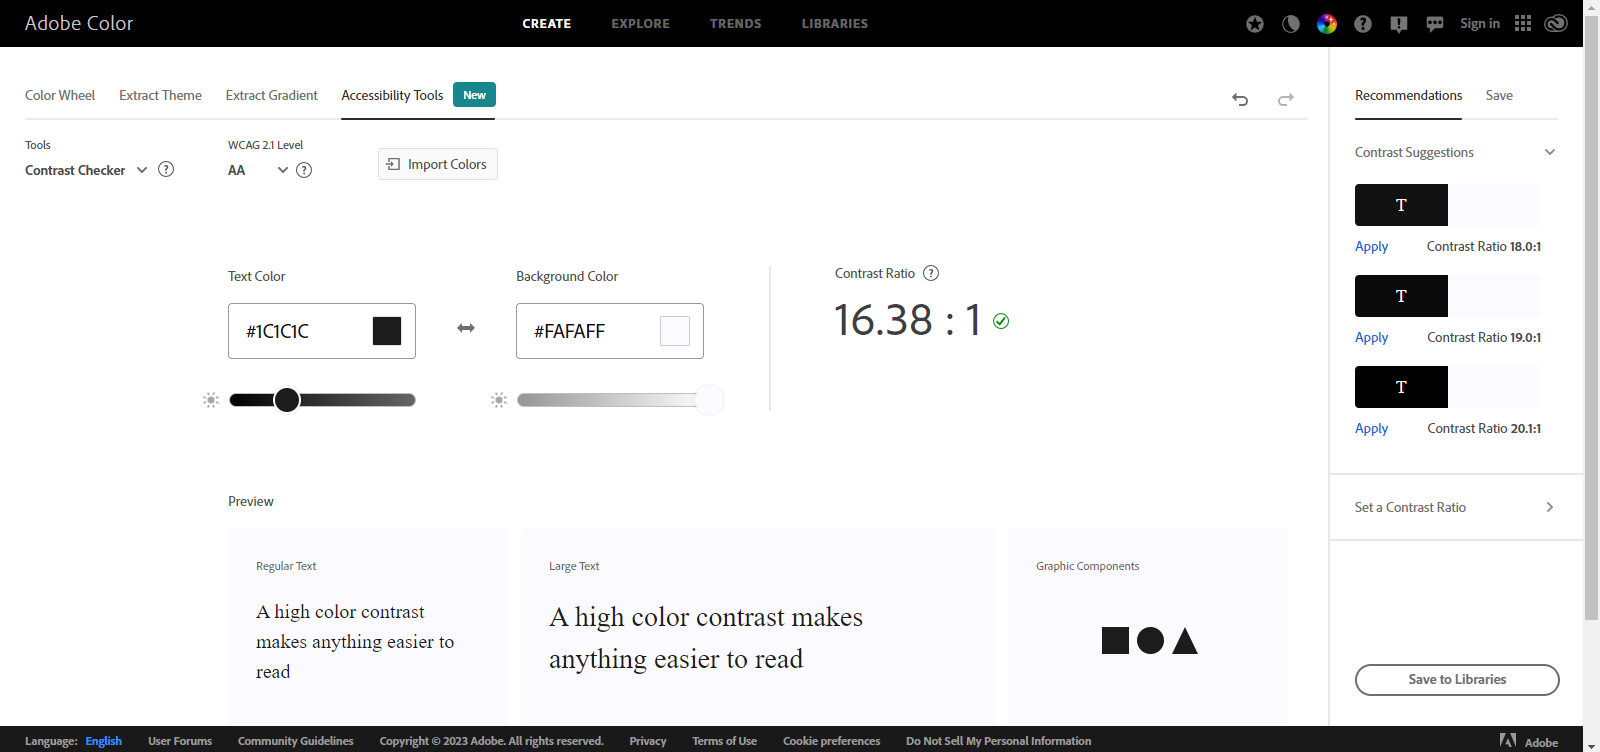 Adobe Color
CREATE EXPLORE TRENDS LIBRARIES
Sign in
Color Wheel Extract Theme Extract Gradient Accessibility Tools New
Recommendations Save
Tools
Contrast Checker
WCAG 2.1 Level
AA
Import Colors
Text Color
#1C1C1C
Background Color
#FAFAFF
Contrast Ratio
16.38 : 1
Contrast Suggestions
T
Apply Contrast Ratio 18.0:1
T
Apply Contrast Ratio 19.0:1
T
Apply Contrast Ratio 20.1:1
Set a Contrast Ratio
Preview
Regular Text
A high color contrast
makes anything easier to
read
Large Text
A high color contrast makes
anything easier to read
Graphic Components
Save to Libraries
Language: English User Forums Community Guidelines Copyright © 2023 Adobe. All rights reserved. Privacy Terms of Use Cookie preferences Do Not Sell My Personal Information Adobe